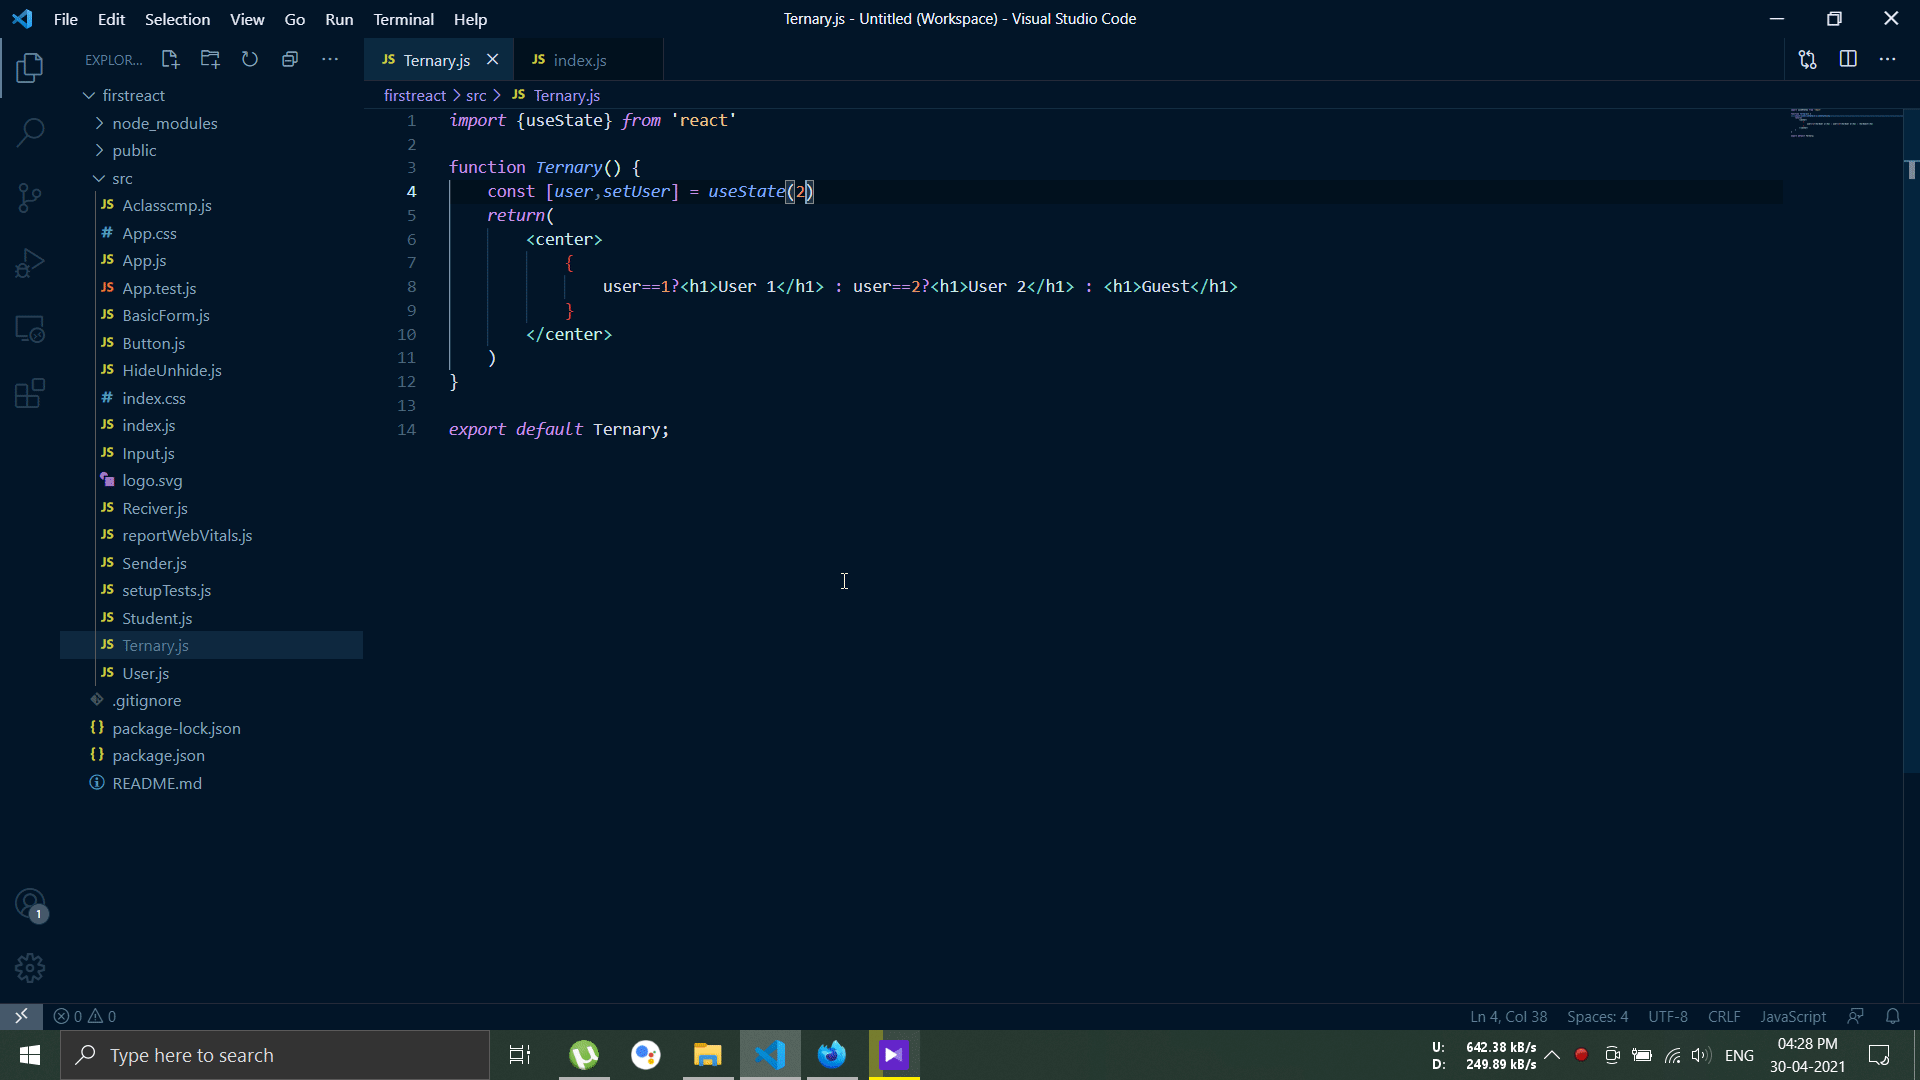 File Edit Selection View Go Run Terminal Help
Ternary.js - Untitled (Workspace) - Visual Studio Code
EXPLOR...
JS Ternary.js
JS index.js
firstreact > src > JS Ternary.js
firstreact
node_modules
public
src
JS Aclasscmp.js
# App.css
JS App.js
JS App.test.js
JS BasicForm.js
JS Button.js
JS HideUnhide.js
# index.css
JS index.js
JS Input.js
logo.svg
JS Reciver.js
JS reportWebVitals.js
JS Sender.js
JS setupTests.js
JS Student.js
JS Ternary.js
JS User.js
.gitignore
{} package-lock.json
{} package.json
README.md
1 import {useState} from 'react'
2
3 function Ternary() {
4 const [user,setUser] = useState(2)
5 return(
6 <center>
7 {
8 user==1?<h1>User 1</h1> : user==2?<h1>User 2</h1> : <h1>Guest</h1>
9 }
10 </center>
11 )
12 }
13
14 export default Ternary;
1
0 0
Ln 4, Col 38 Spaces: 4 UTF-8 CRLF JavaScript
Type here to search
U: 642.38 kB/s
D: 249.89 kB/s
ENG
04:28 PM
30-04-2021